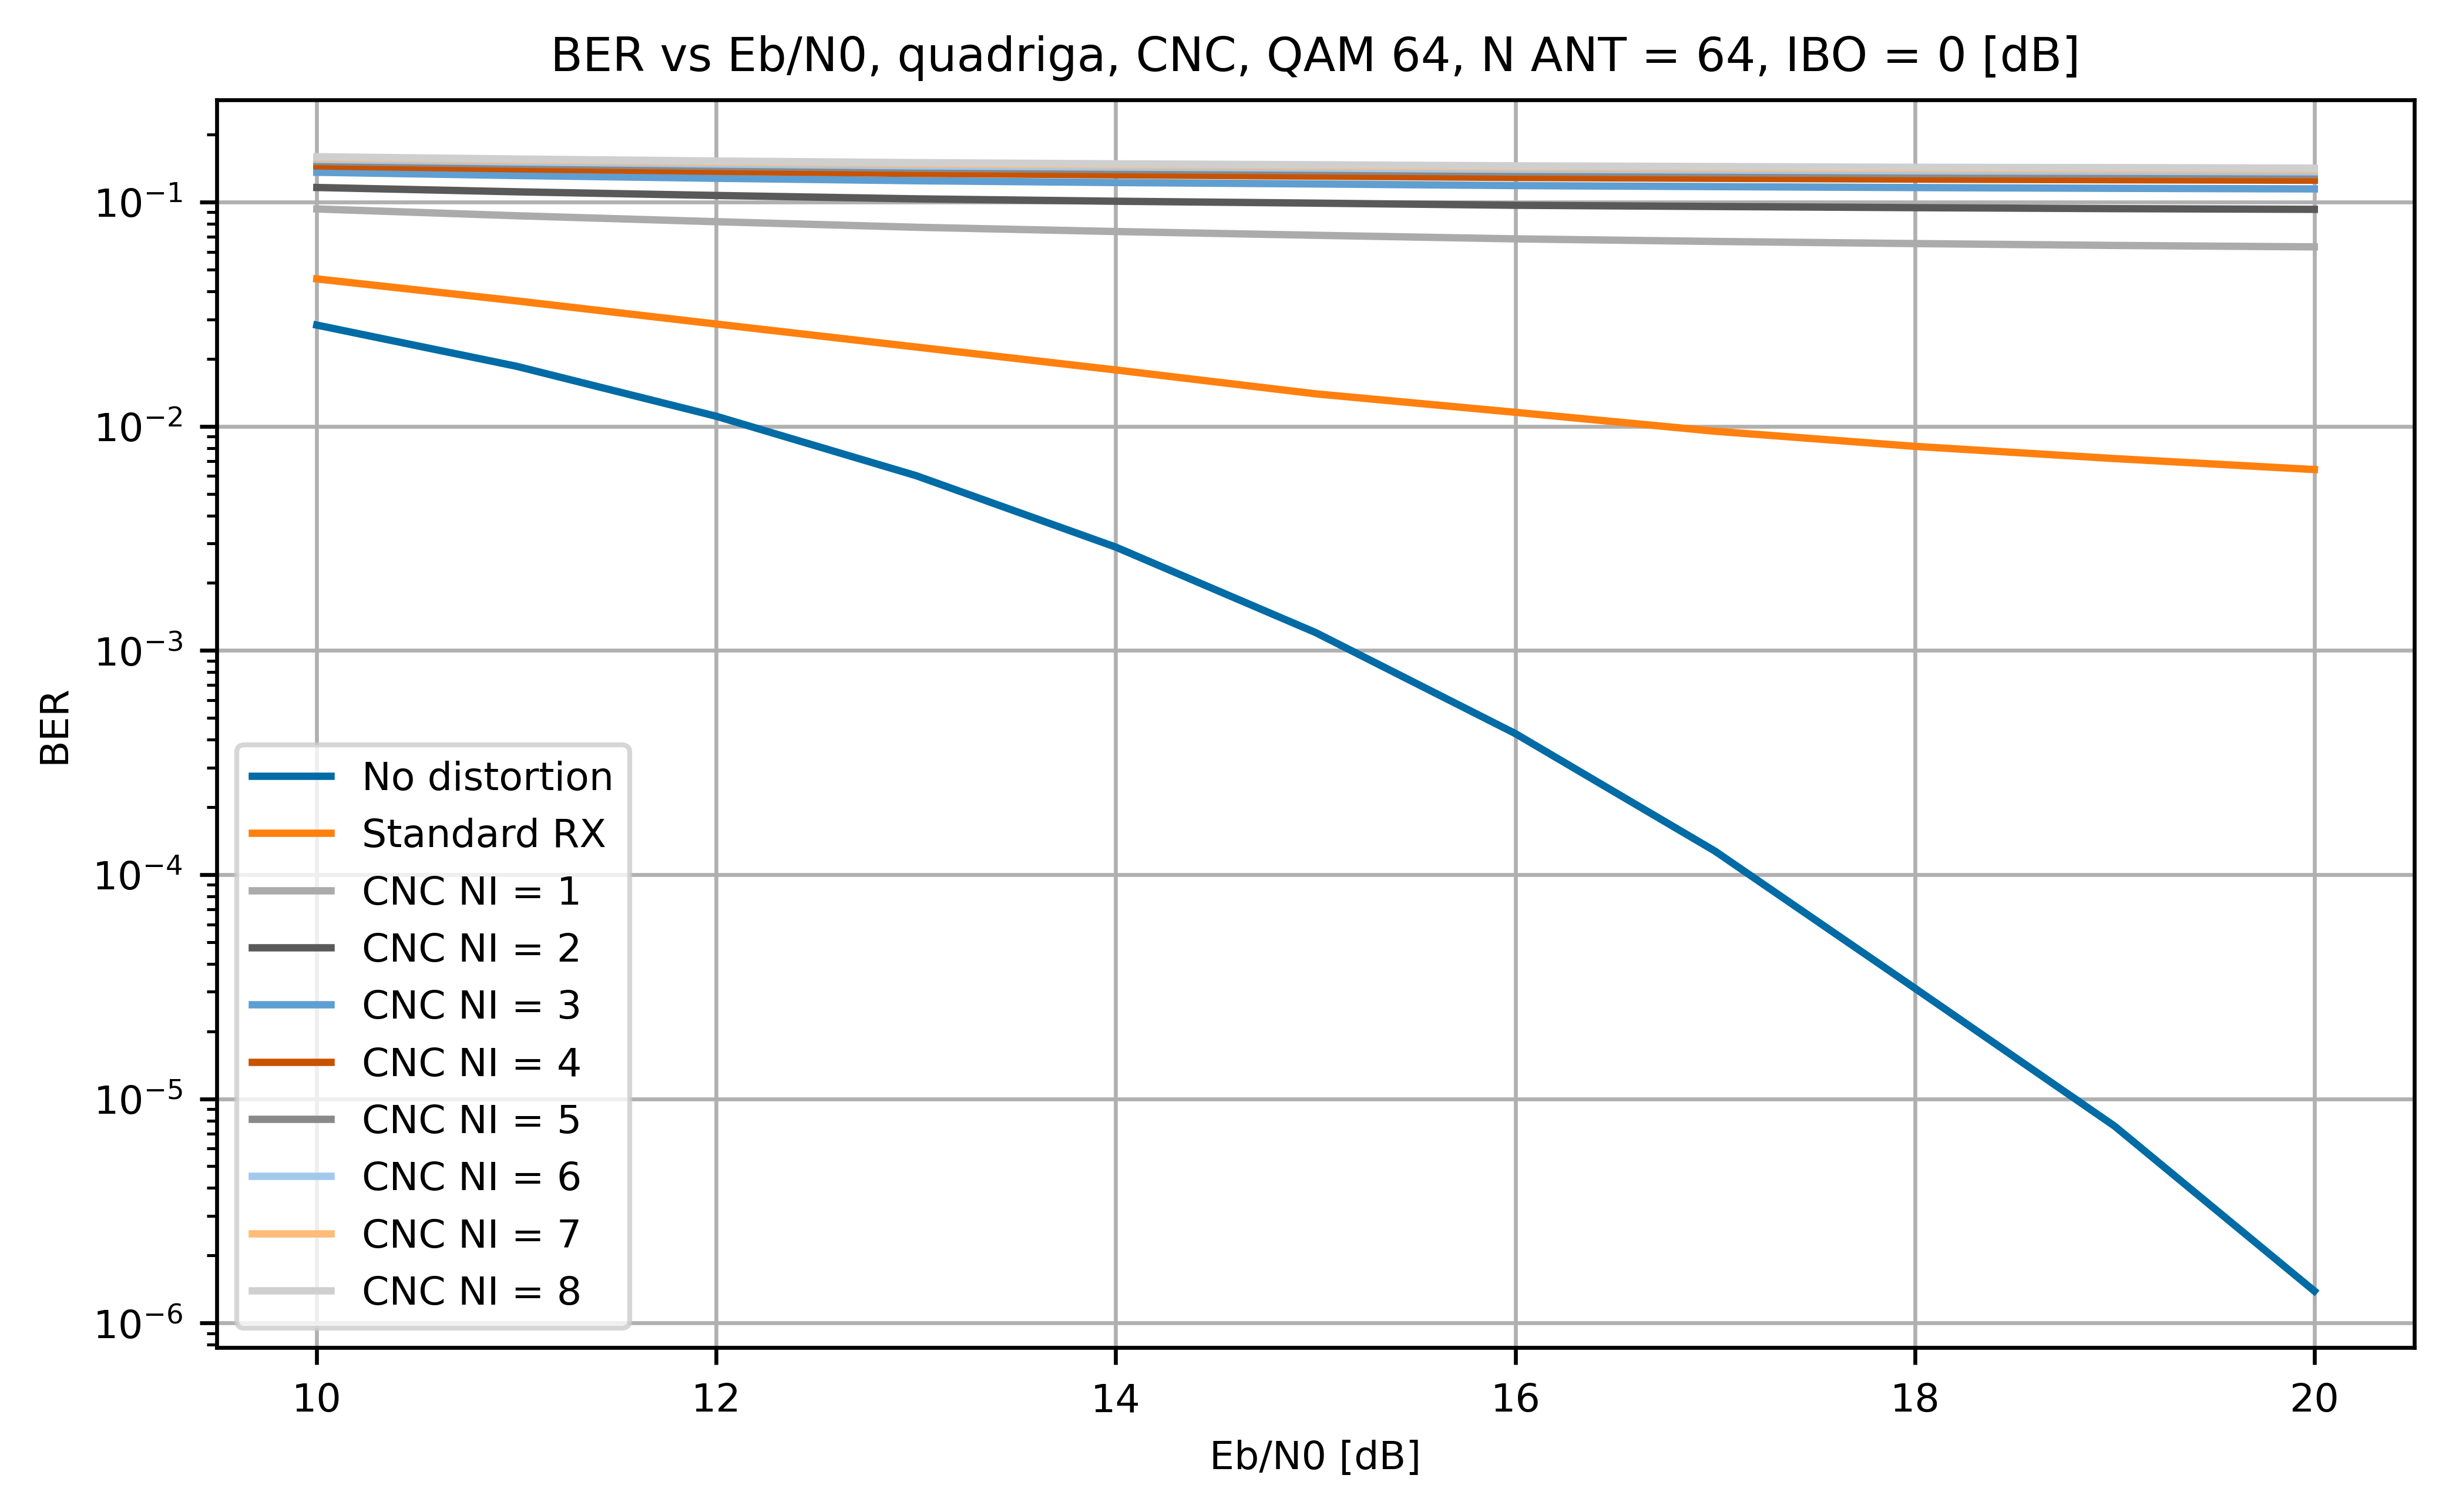 BER vs Eb/N0, quadriga, CNC, QAM 64, N ANT = 64, IBO = 0 [dB]
BER
10⁻¹
10⁻²
10⁻³
10⁻⁴
10⁻⁵
10⁻⁶
No distortion
Standard RX
CNC NI = 1
CNC NI = 2
CNC NI = 3
CNC NI = 4
CNC NI = 5
CNC NI = 6
CNC NI = 7
CNC NI = 8
10 12 14 16 18 20
Eb/N0 [dB]